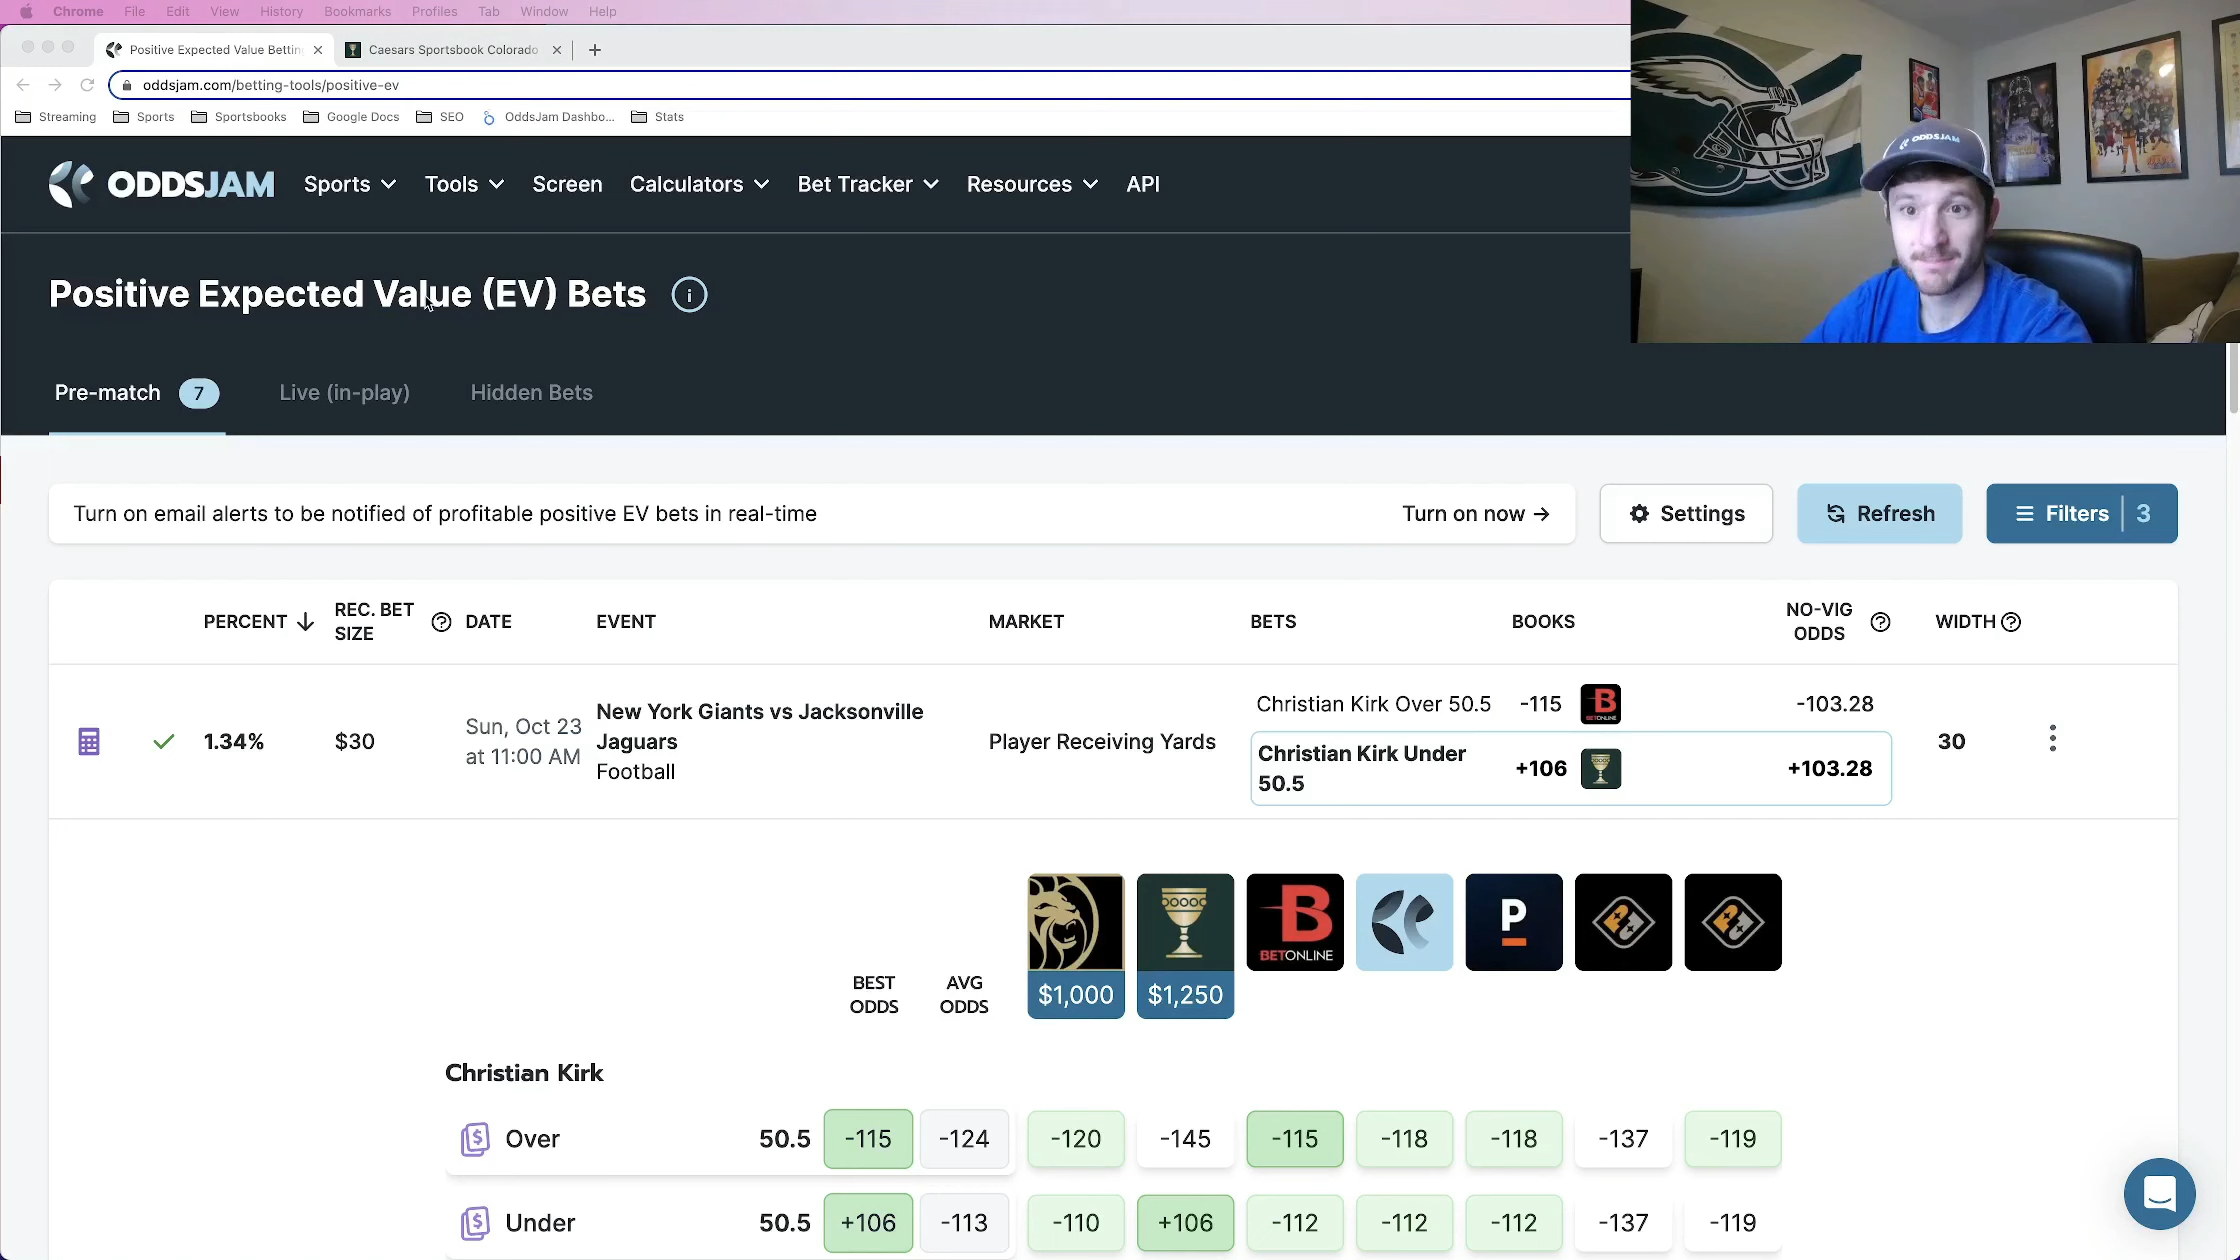 Chrome File Edit View History Bookmarks Profiles Tab Window Help
Positive Expected Value Bettin
Caesars Sportsbook Colorado
oddsjam.com/betting-tools/positive-ev
Streaming Sports Sportsbooks Google Docs SEO OddsJam Dashbo... Stats
ODDSJAM Sports Tools Screen Calculators Bet Tracker Resources API
ODDSJAM
Positive Expected Value (EV) Bets
Pre-match 7 Live (in-play) Hidden Bets
Turn on email alerts to be notified of profitable positive EV bets in real-time Turn on now → Settings Refresh Filters 3
PERCENT REC. BET SIZE DATE EVENT MARKET BETS BOOKS NO-VIG ODDS WIDTH
1.34% $30
Sun, Oct 23
at 11:00 AM
New York Giants vs Jacksonville
Jaguars
Football
Player Receiving Yards
Christian Kirk Over 50.5 -115 B BETONLINE -103.28
Christian Kirk Under
50.5
+106 +103.28
30
B BETONLINE P
BEST
ODDS
AVG
ODDS
$1,000 $1,250
Christian Kirk
Over 50.5 -115 -124 -120 -145 -115 -118 -118 -137 -119
Under 50.5 +106 -113 -110 +106 -112 -112 -112 -137 -119